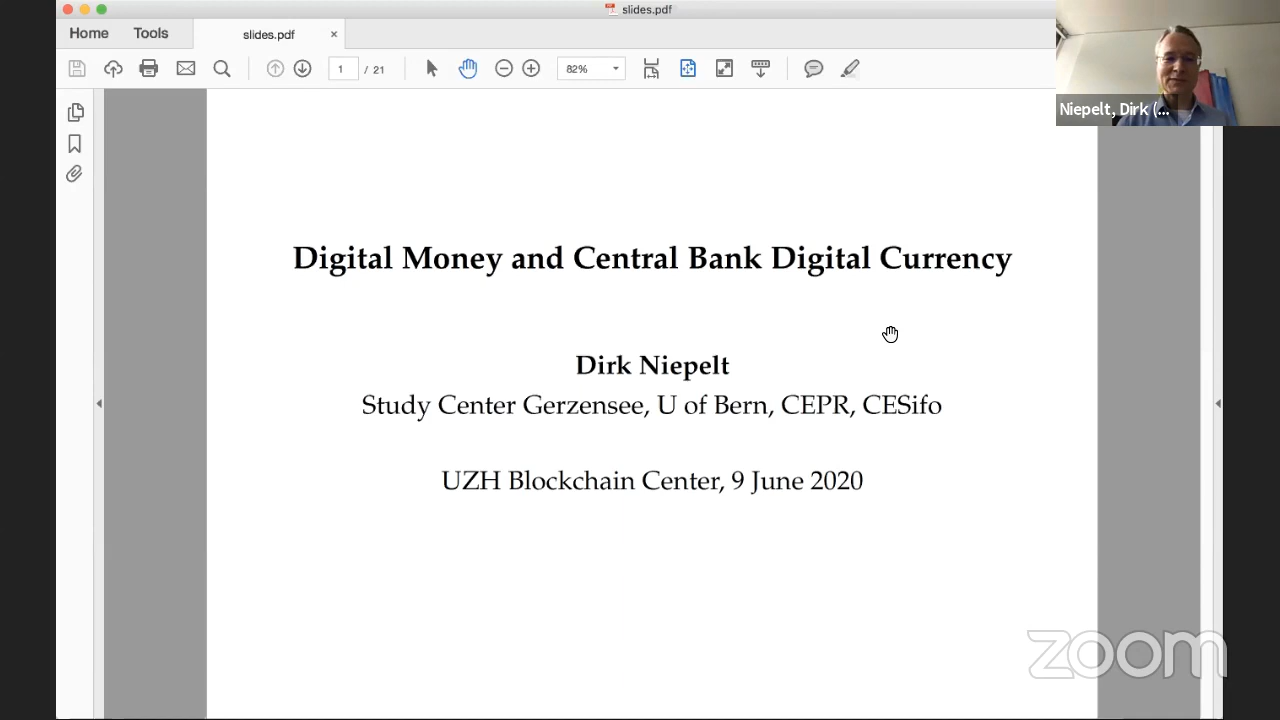 slides.pdf
Home
Tools
slides.pdf
×
1 / 21
82%
Niepelt, Dirk (...
Digital Money and Central Bank Digital Currency
Dirk Niepelt
Study Center Gerzensee, U of Bern, CEPR, CESifo
UZH Blockchain Center, 9 June 2020
zoom